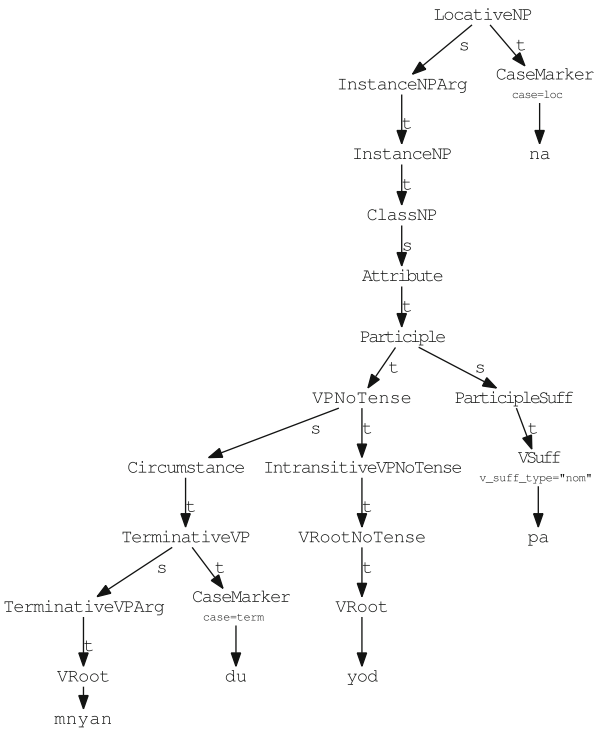 LocativeNP
s t
InstanceNPArg CaseMarker
case=loc
t
InstanceNP na
t
ClassNP
s
Attribute
t
Participle
t s
VPNoTense ParticipleSuff
s t t
Circumstance IntransitiveVPNoTense VSuff
v_suff_type="nom"
t t
TerminativeVP VRootNoTense pa
s t t
TerminativeVPArg CaseMarker VRoot
case=term
t
VRoot du yod
mnyan